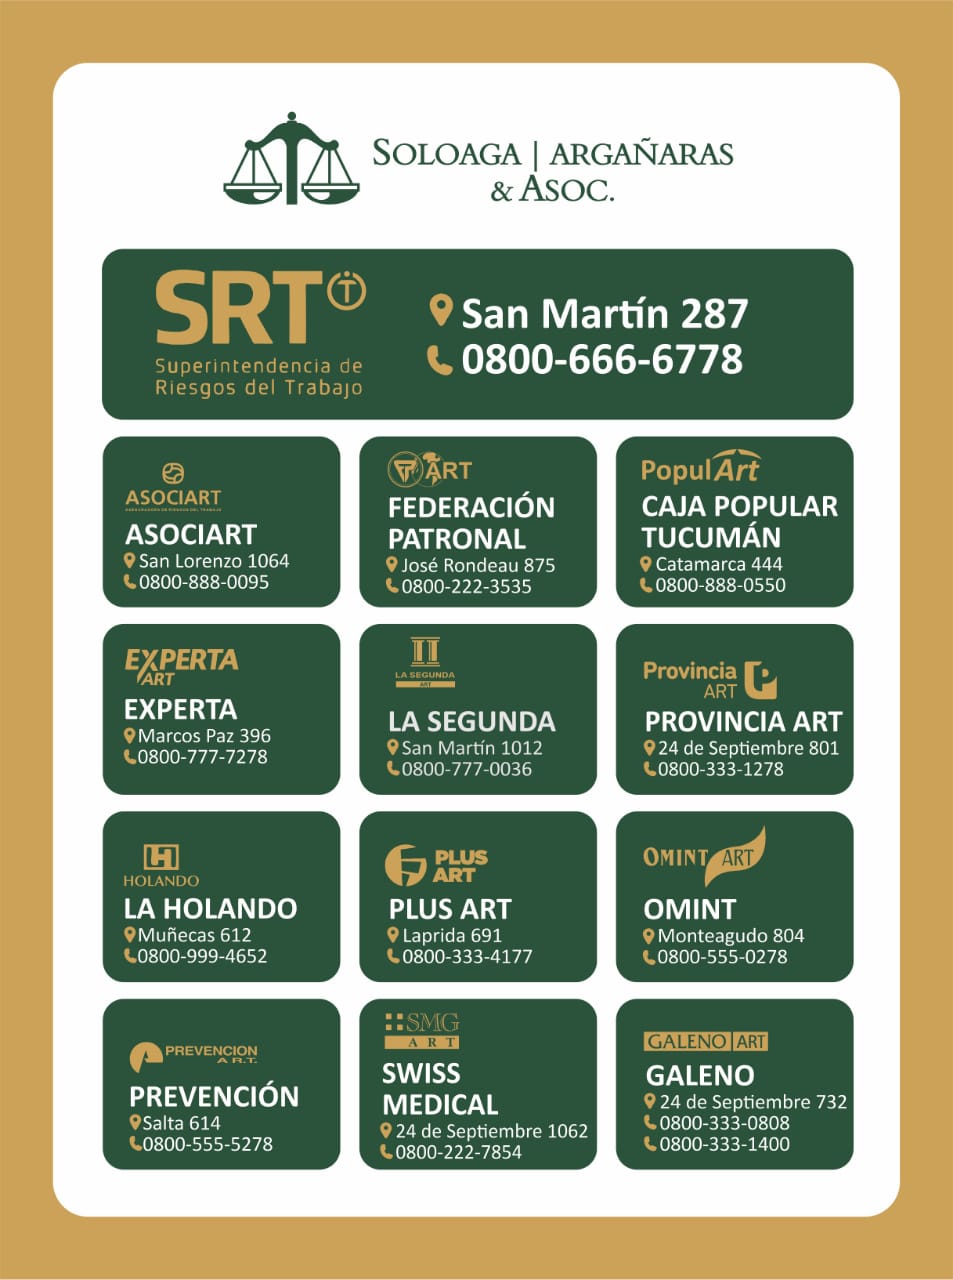 SOLOAGA | ARGAÑARAS
& ASOC.
SRT
Superintendencia de
Riesgos del Trabajo
San Martín 287
0800-666-6778
ASOCIART
ASEGURADORA DE RIESGOS DEL TRABAJO
ASOCIART
San Lorenzo 1064
0800-888-0095
ART
FEDERACIÓN
PATRONAL
José Rondeau 875
0800-222-3535
PopulArt
CAJA POPULAR
TUCUMÁN
Catamarca 444
0800-888-0550
EXPERTA
ART
EXPERTA
Marcos Paz 396
0800-777-7278
LA SEGUNDA
ART
LA SEGUNDA
San Martín 1012
0800-777-0036
Provincia
ART
PROVINCIA ART
24 de Septiembre 801
0800-333-1278
HOLANDO
LA HOLANDO
Muñecas 612
0800-999-4652
PLUS
ART
PLUS ART
Laprida 691
0800-333-4177
OMINT ART
OMINT
Monteagudo 804
0800-555-0278
PREVENCION
A.R.T.
PREVENCIÓN
Salta 614
0800-555-5278
SMG
ART
SWISS
MEDICAL
24 de Septiembre 1062
0800-222-7854
GALENO ART
GALENO
24 de Septiembre 732
0800-333-0808
0800-333-1400